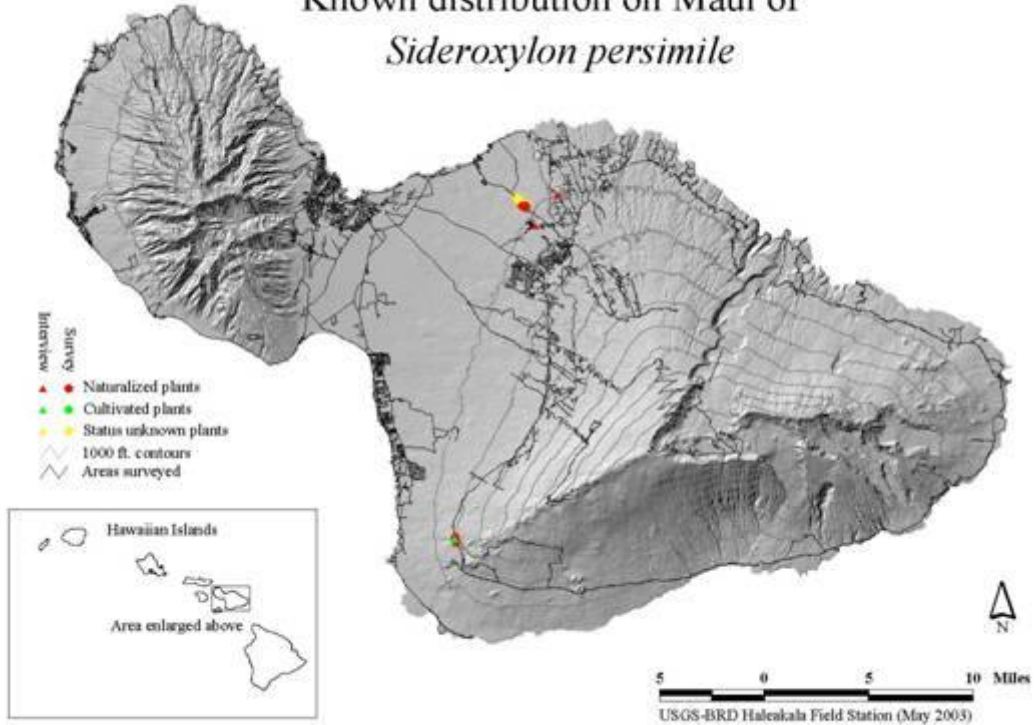 Known distribution on Maui of
Sideroxylon persimile
Interview
Survey
Naturalized plants
Cultivated plants
Status unknown plants
1000 ft. contours
Areas surveyed
Hawaiian Islands
Area enlarged above
N
5 0 5 10 Miles
USGS-BRD Haleakala Field Station (May 2003)